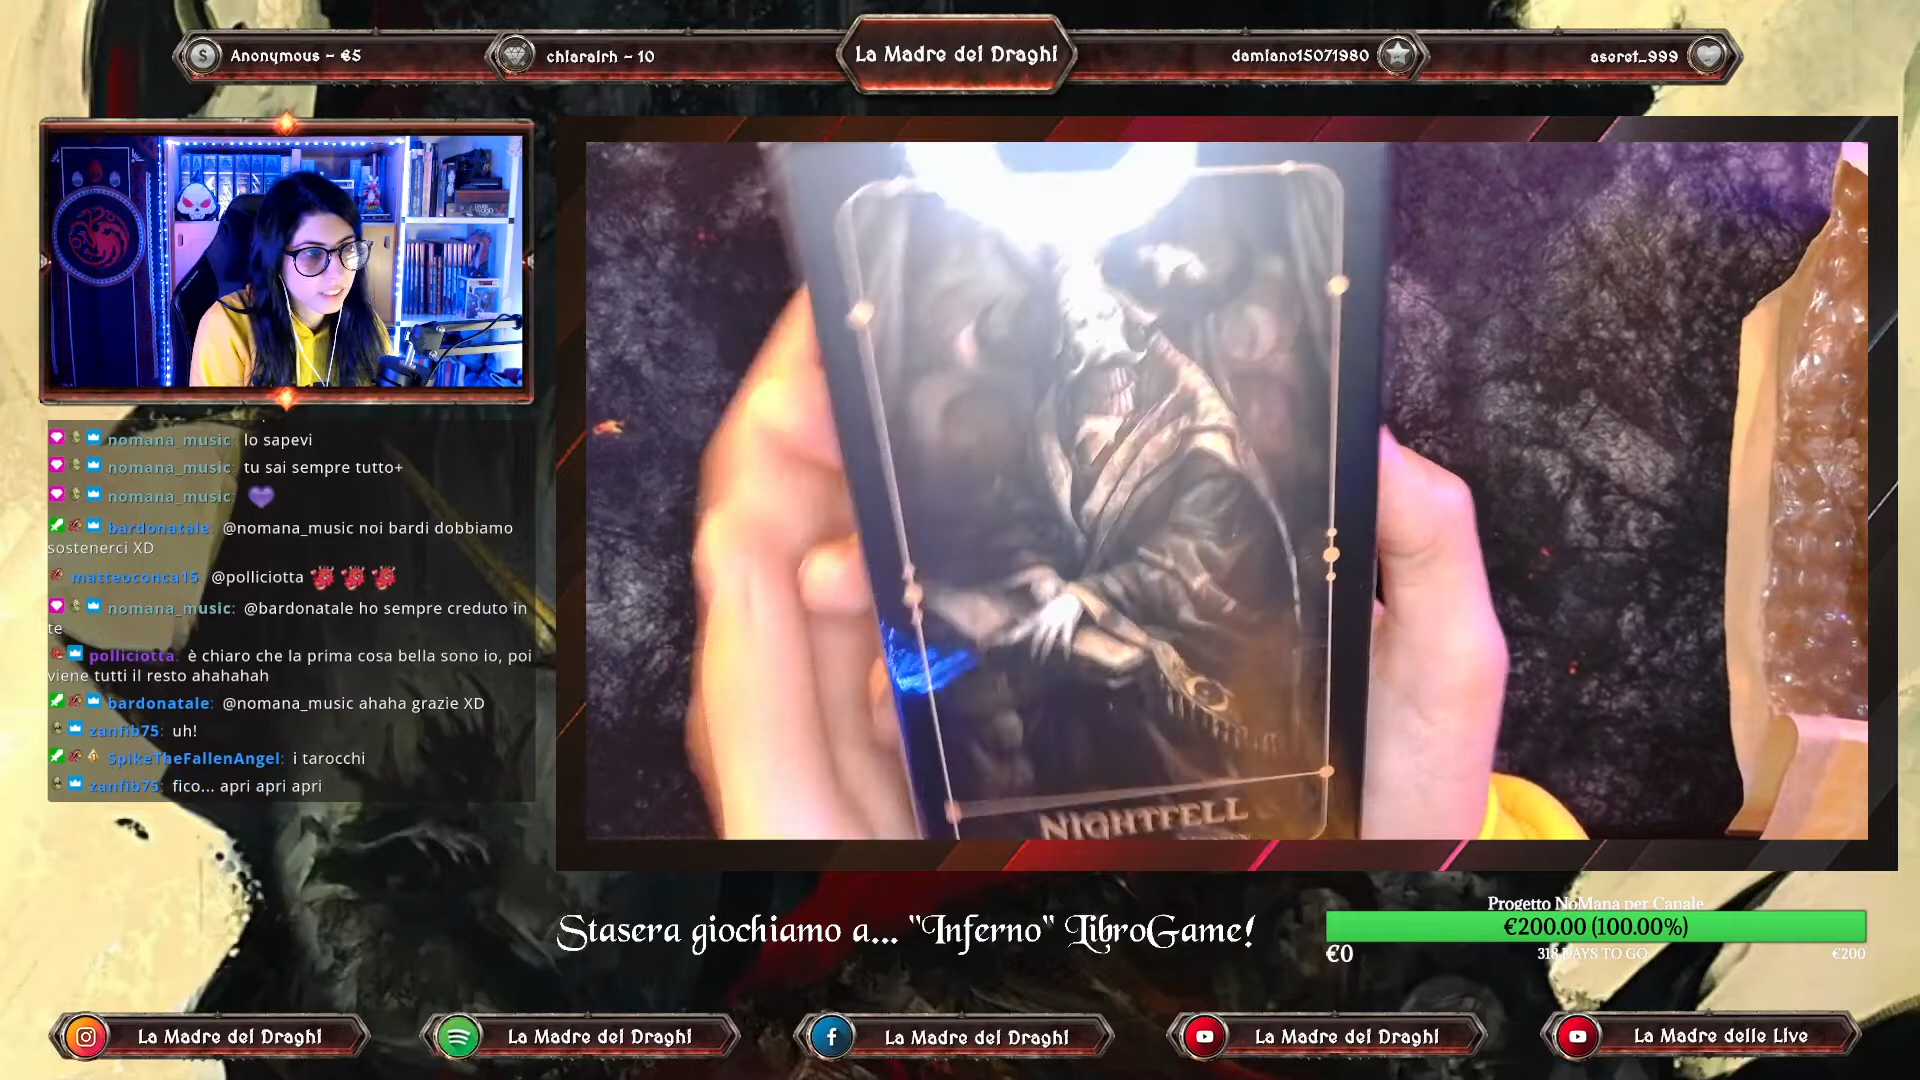 Anonymous - €5
chiaralrh - 10
La Madre dei Draghi
damiano15071980
aseret_999
nomana_music: lo sapevi
nomana_music: tu sai sempre tutto+
nomana_music:
bardonatale: @nomana_music noi bardi dobbiamo
sostenerci XD
matteoconca15 @polliciotta
nomana_music: @bardonatale ho sempre creduto in
te
polliciotta: è chiaro che la prima cosa bella sono io, poi
viene tutti il resto ahahahah
bardonatale: @nomana_music ahaha grazie XD
zanfib75: uh!
SpikeTheFallenAngel: i tarocchi
zanfib75: fico... apri apri apri
NIGHTFELL
Stasera giochiamo a... "Inferno" LibroGame!
Progetto NoMana per Canale
€200.00 (100.00%)
€0
318 DAYS TO GO
€200
La Madre dei Draghi
La Madre dei Draghi
La Madre dei Draghi
La Madre dei Draghi
La Madre delle Live